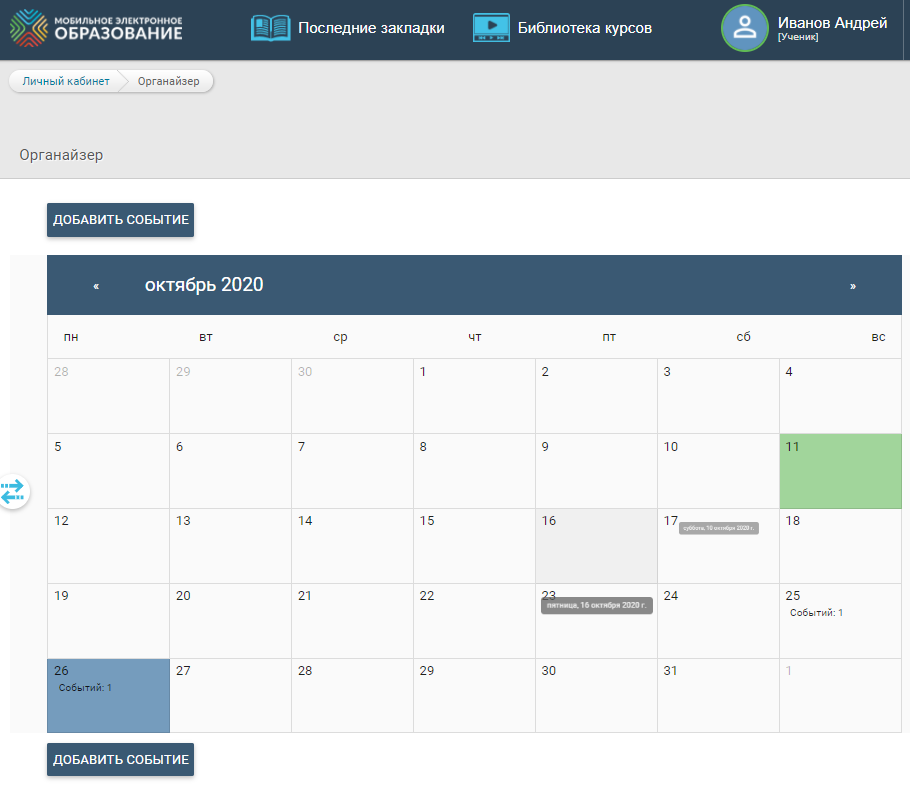 МОБИЛЬНОЕ ЭЛЕКТРОННОЕ
ОБРАЗОВАНИЕ
Последние закладки
Библиотека курсов
Иванов Андрей
[Ученик]
Личный кабинет
Органайзер
Органайзер
ДОБАВИТЬ СОБЫТИЕ
«
октябрь 2020
»
пн вт ср чт пт сб вс
28 29 30 1 2 3 4
5 6 7 8 9 10 11
12 13 14 15 16 17 18
суббота, 10 октября 2020 г.
19 20 21 22 23 24 25
пятница, 16 октября 2020 г.
Событий: 1
26 27 28 29 30 31 1
Событий: 1
ДОБАВИТЬ СОБЫТИЕ